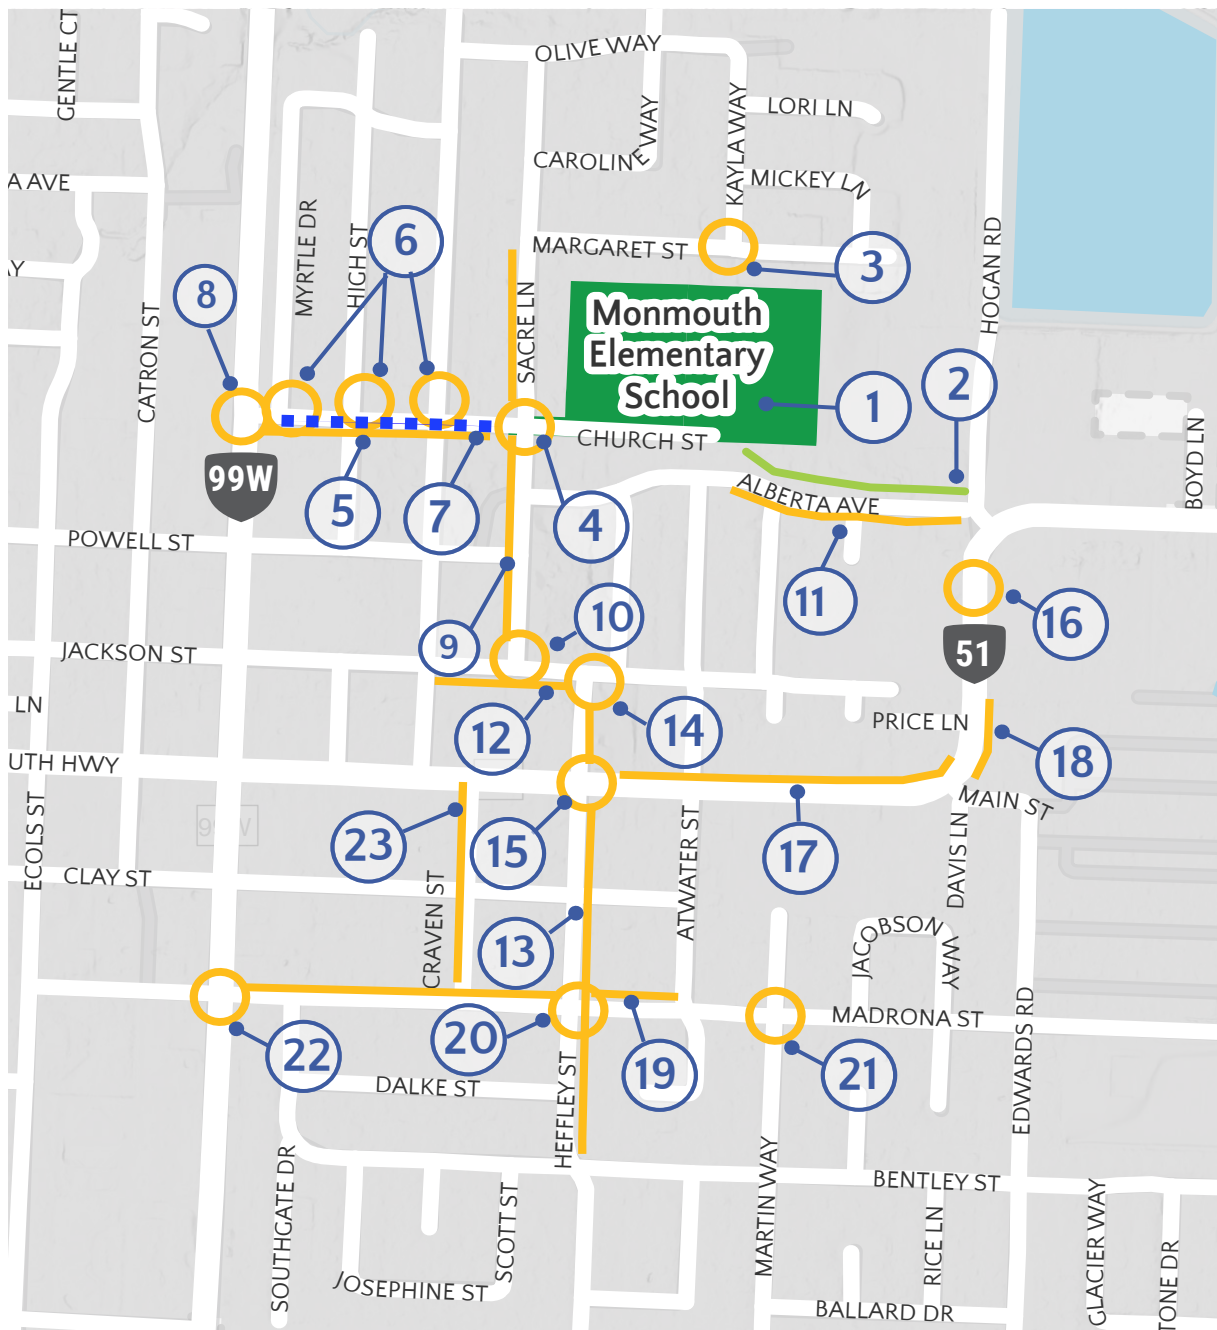 GENTLE CT
OLIVE WAY
LORI LN
KAYLA WAY
CAROLINE WAY
MICKEY LN
A AVE
MYRTLE DR
HIGH ST
6
HOGAN RD
MARGARET ST
3
AY
8
CATRON ST
SACRE LN
Monmouth
Elementary
School
1
2
BOYD LN
CHURCH ST
99W
5
7
4
ALBERTA AVE
11
POWELL ST
16
10
9
JACKSON ST
51
LN
12
14
PRICE LN
18
UTH HWY
MAIN ST
99W
23
15
17
ECOLS ST
ATWATER ST
DAVIS LN
CLAY ST
CRAVEN ST
13
JACOBSON WAY
MADRONA ST
EDWARDS RD
22
20
19
21
DALKE ST
HEFFLEY ST
SOUTHGATE DR
SCOTT ST
MARTIN WAY
BENTLEY ST
RICE LN
GLACIER WAY
TONE DR
JOSEPHINE ST
BALLARD DR